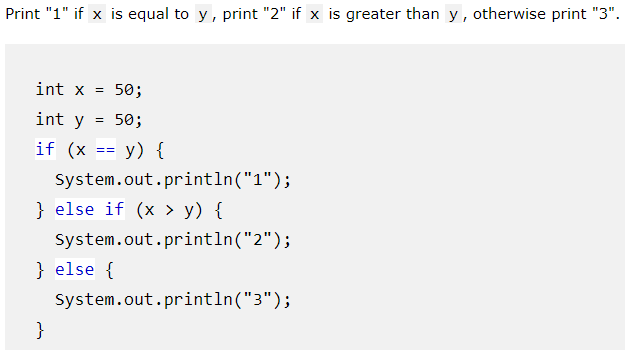 Print "1" if x is equal to y, print "2" if x is greater than y, otherwise print "3".
int x = 50;
int y = 50;
if (x == y) {
  System.out.println("1");
} else if (x > y) {
  System.out.println("2");
} else {
  System.out.println("3");
}